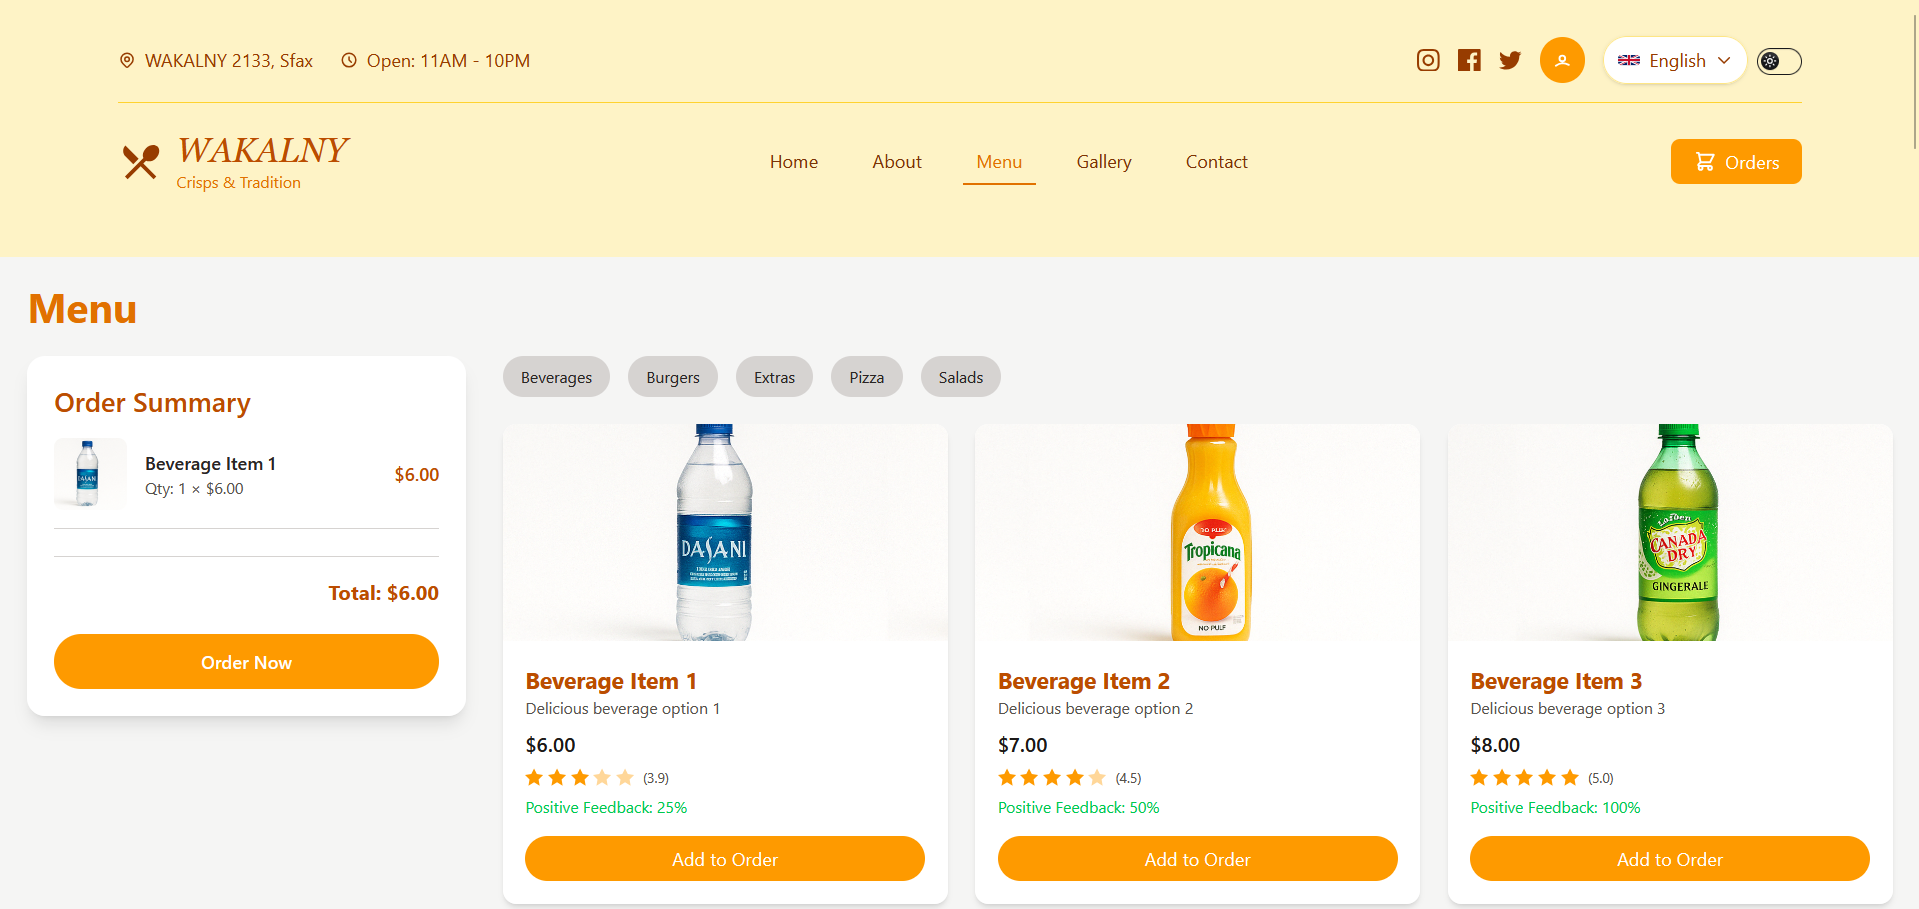 WAKALNY 2133, Sfax
Open: 11AM - 10PM
English
WAKALNY
Crisps & Tradition
Home
About
Menu
Gallery
Contact
Orders
Menu
Order Summary
DASANI
Beverage Item 1
Qty: 1 × $6.00
$6.00
Total: $6.00
Order Now
Beverages
Burgers
Extras
Pizza
Salads
DASANI
Beverage Item 1
Delicious beverage option 1
$6.00
(3.9)
Positive Feedback: 25%
Add to Order
NO PULP
Tropicana
NO PULF
Beverage Item 2
Delicious beverage option 2
$7.00
(4.5)
Positive Feedback: 50%
Add to Order
CANADA
DRY
GINGERALE
Beverage Item 3
Delicious beverage option 3
$8.00
(5.0)
Positive Feedback: 100%
Add to Order